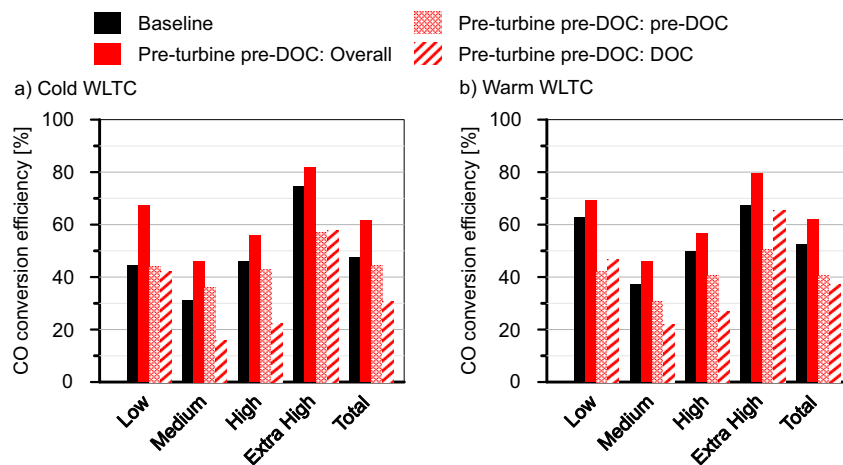 Baseline
Pre-turbine pre-DOC: Overall
Pre-turbine pre-DOC: pre-DOC
Pre-turbine pre-DOC: DOC
a) Cold WLTC
CO conversion efficiency [%]
100
80
60
40
20
0
Low
Medium
High
Extra High
Total
b) Warm WLTC
CO conversion efficiency [%]
100
80
60
40
20
0
Low
Medium
High
Extra High
Total